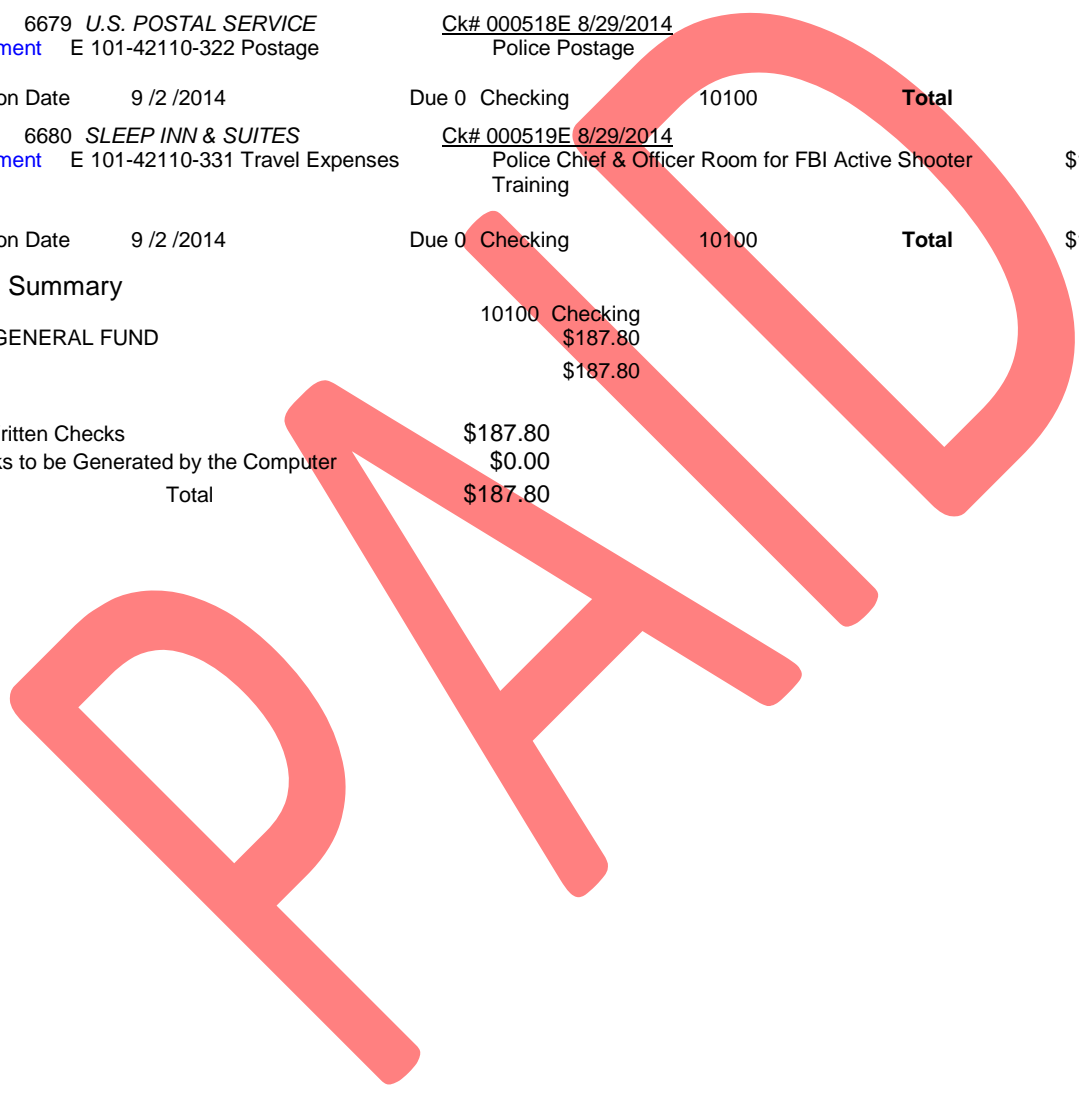 6679 U.S. POSTAL SERVICE Ck# 000518E 8/29/2014
ment E 101-42110-322 Postage Police Postage
on Date 9 /2 /2014 Due 0 Checking 10100 Total
6680 SLEEP INN & SUITES Ck# 000519E 8/29/2014
ment E 101-42110-331 Travel Expenses Police Chief & Officer Room for FBI Active Shooter $
Training
on Date 9 /2 /2014 Due 0 Checking 10100 Total $
Summary
10100 Checking
GENERAL FUND $187.80
$187.80
ritten Checks $187.80
ks to be Generated by the Computer $0.00
Total $187.80
PAID